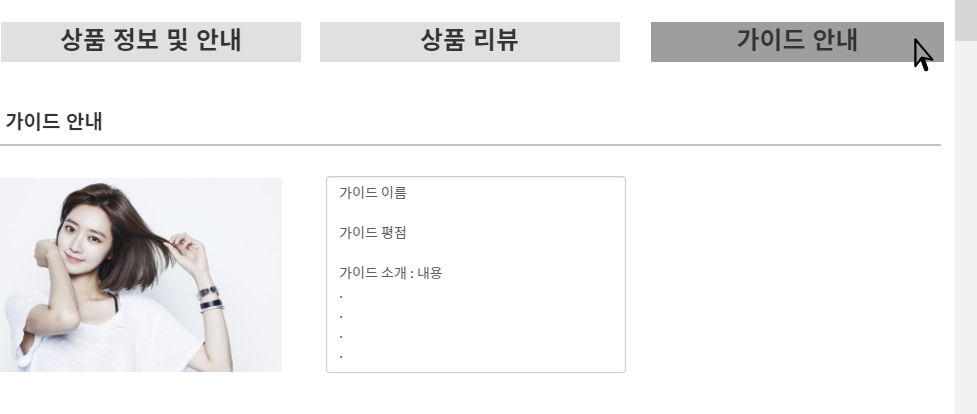 상품 정보 및 안내
상품 리뷰
가이드 안내
가이드 안내
가이드 이름
가이드 평점
가이드 소개 : 내용
.
.
.
.